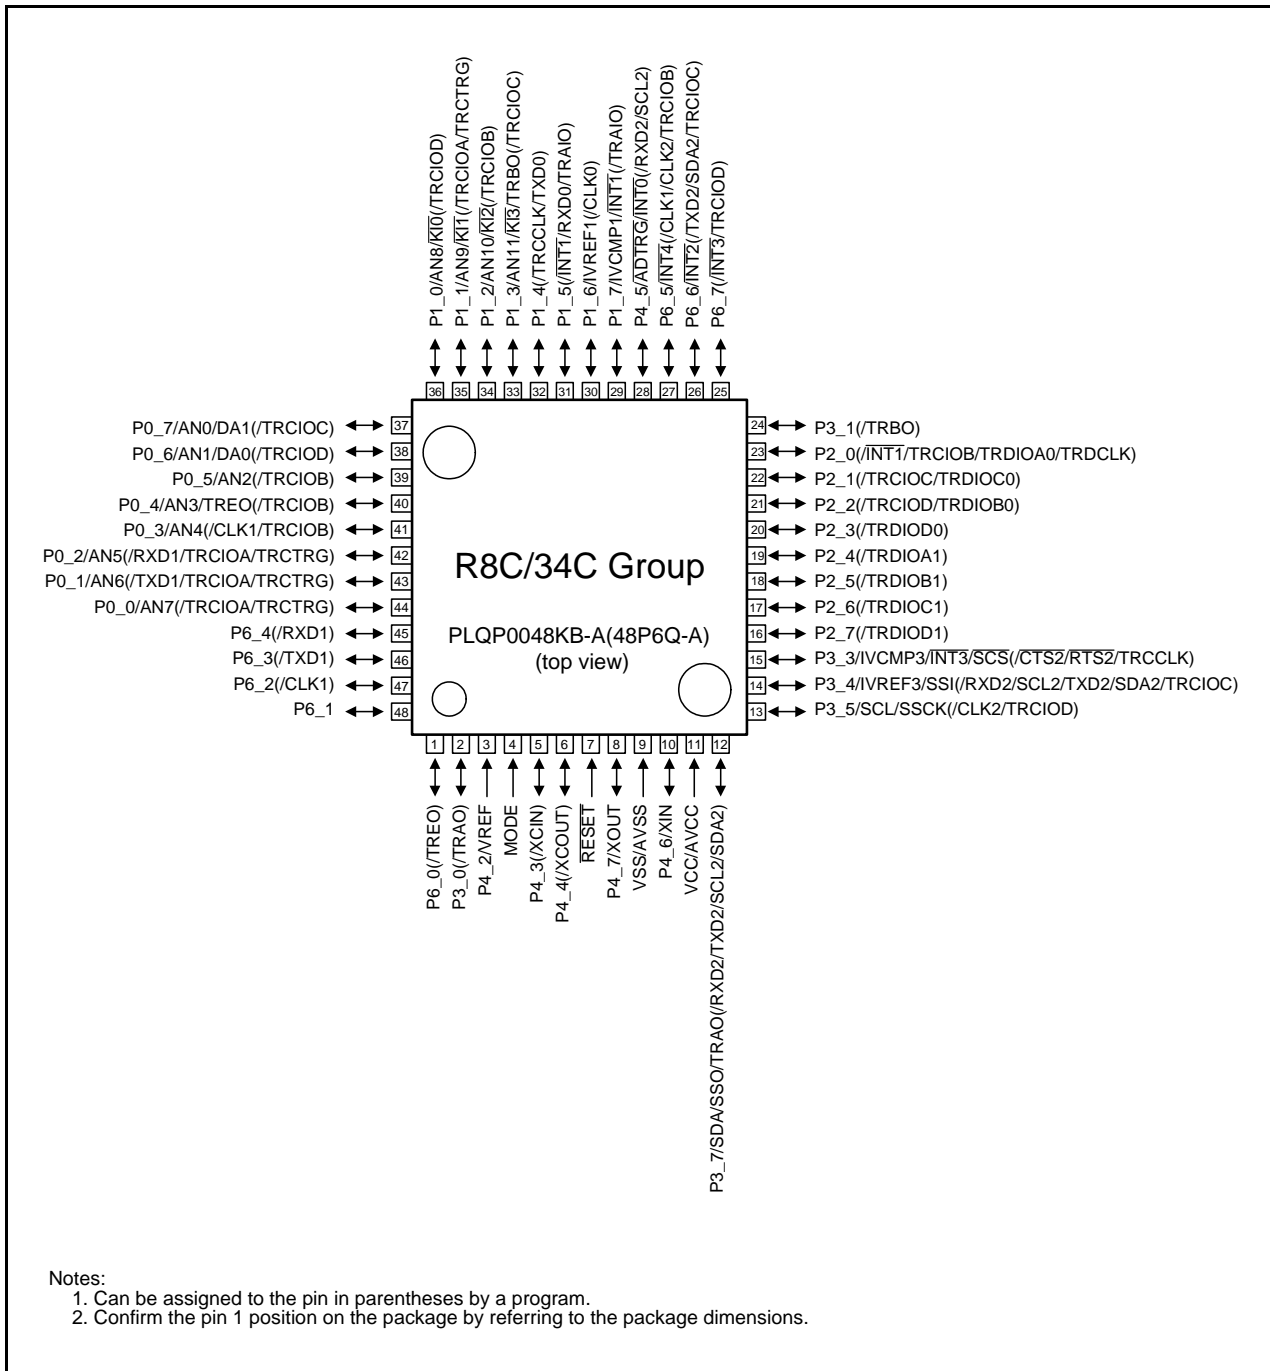 P1_0/AN8/KI0(/TRCIOD)
P1_1/AN9/KI1(/TRCIOA/TRCTRG)
P1_2/AN10/KI2(/TRCIOB)
P1_3/AN11/KI3/TRBO(/TRCIOC)
P1_4(/TRCCLK/TXD0)
P1_5(/INT1/RXD0/TRAIO)
P1_6/IVREF1(/CLK0)
P1_7/IVCMP1/INT1(/TRAIO)
P4_5/ADTRG/INT0(/RXD2/SCL2)
P6_5/INT4(/CLK1/CLK2/TRCIOB)
P6_6/INT2(/TXD2/SDA2/TRCIOC)
P6_7(/INT3/TRCIOD)
36 35 34 33 32 31 30 29 28 27 26 25
P0_7/AN0/DA1(/TRCIOC) 37
P0_6/AN1/DA0(/TRCIOD) 38
P0_5/AN2(/TRCIOB) 39
P0_4/AN3/TREO(/TRCIOB) 40
P0_3/AN4(/CLK1/TRCIOB) 41
P0_2/AN5(/RXD1/TRCIOA/TRCTRG) 42
P0_1/AN6(/TXD1/TRCIOA/TRCTRG) 43
P0_0/AN7(/TRCIOA/TRCTRG) 44
P6_4(/RXD1) 45
P6_3(/TXD1) 46
P6_2(/CLK1) 47
P6_1 48
R8C/34C Group
PLQP0048KB-A(48P6Q-A)
(top view)
24 P3_1(/TRBO)
23 P2_0(/INT1/TRCIOB/TRDIOA0/TRDCLK)
22 P2_1(/TRCIOC/TRDIOC0)
21 P2_2(/TRCIOD/TRDIOB0)
20 P2_3(/TRDIOD0)
19 P2_4(/TRDIOA1)
18 P2_5(/TRDIOB1)
17 P2_6(/TRDIOC1)
16 P2_7(/TRDIOD1)
15 P3_3/IVCMP3/INT3/SCS(/CTS2/RTS2/TRCCLK)
14 P3_4/IVREF3/SSI(/RXD2/SCL2/TXD2/SDA2/TRCIOC)
13 P3_5/SCL/SSCK(/CLK2/TRCIOD)
1 2 3 4 5 6 7 8 9 10 11 12
P6_0(/TREO)
P3_0(/TRAO)
P4_2/VREF
MODE
P4_3(/XCIN)
P4_4(/XCOUT)
RESET
P4_7/XOUT
VSS/AVSS
P4_6/XIN
VCC/AVCC
P3_7/SDA/SSO/TRAO(/RXD2/TXD2/SCL2/SDA2)
Notes:
1. Can be assigned to the pin in parentheses by a program.
2. Confirm the pin 1 position on the package by referring to the package dimensions.